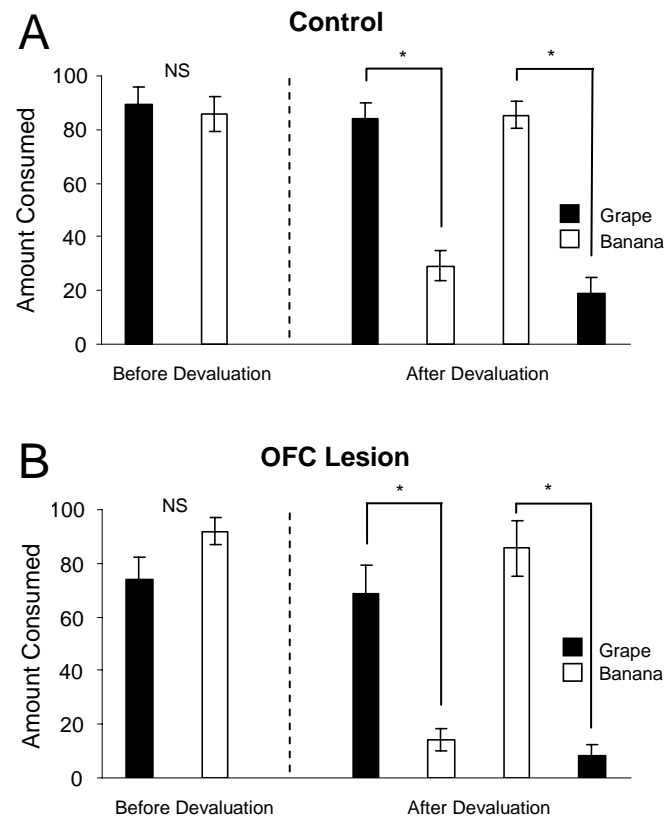 A
Control
NS
*
*
100
80
60
40
20
0
Amount Consumed
Grape
Banana
Before Devaluation
After Devaluation
B
OFC Lesion
NS
*
*
100
80
60
40
20
0
Amount Consumed
Grape
Banana
Before Devaluation
After Devaluation